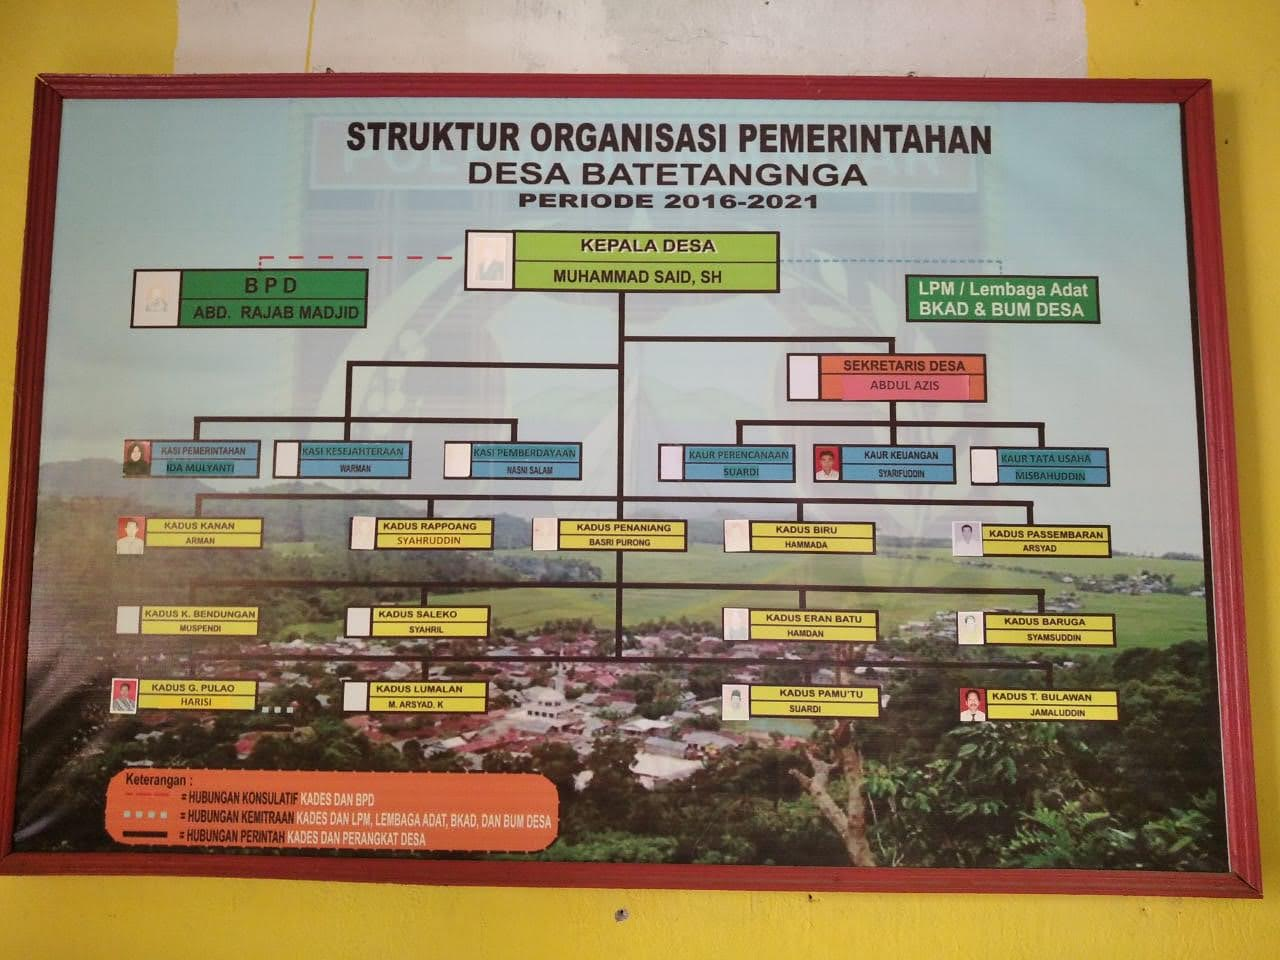 STRUKTUR ORGANISASI PEMERINTAHAN
DESA BATETANGNGA
PERIODE 2016-2021
KEPALA DESA
MUHAMMAD SAID, SH
B P D
ABD. RAJAB MADJID
LPM / Lembaga Adat
BKAD & BUM DESA
SEKRETARIS DESA
ABDUL AZIS
KASI PEMERINTAHAN
IDA MULYANTI
KASI KESEJAHTERAAN
WARMAN
KASI PEMBERDAYAAN
NASNI SALAM
KAUR PERENCANAAN
SUARDI
KAUR KEUANGAN
SYARIFUDDIN
KAUR TATA USAHA
MISBAHUDDIN
KADUS KANAN
ARMAN
KADUS RAPPOANG
SYAHRUDDIN
KADUS PENANIANG
BASRI PURONG
KADUS BIRU
HAMMADA
KADUS PASSEMBARAN
ARSYAD
KADUS K. BENDUNGAN
MUSPENDI
KADUS SALEKO
SYAHRIL
KADUS ERAN BATU
HAMDAN
KADUS BARUGA
SYAMSUDDIN
KADUS G. PULAO
HARISI
KADUS LUMALAN
M. ARSYAD. K
KADUS PAMU'TU
SUARDI
KADUS T. BULAWAN
JAMALUDDIN
Keterangan :
= HUBUNGAN KONSULATIF KADES DAN BPD
= HUBUNGAN KEMITRAAN KADES DAN LPM, LEMBAGA ADAT, BKAD, DAN BUM DESA
= HUBUNGAN PERINTAH KADES DAN PERANGKAT DESA